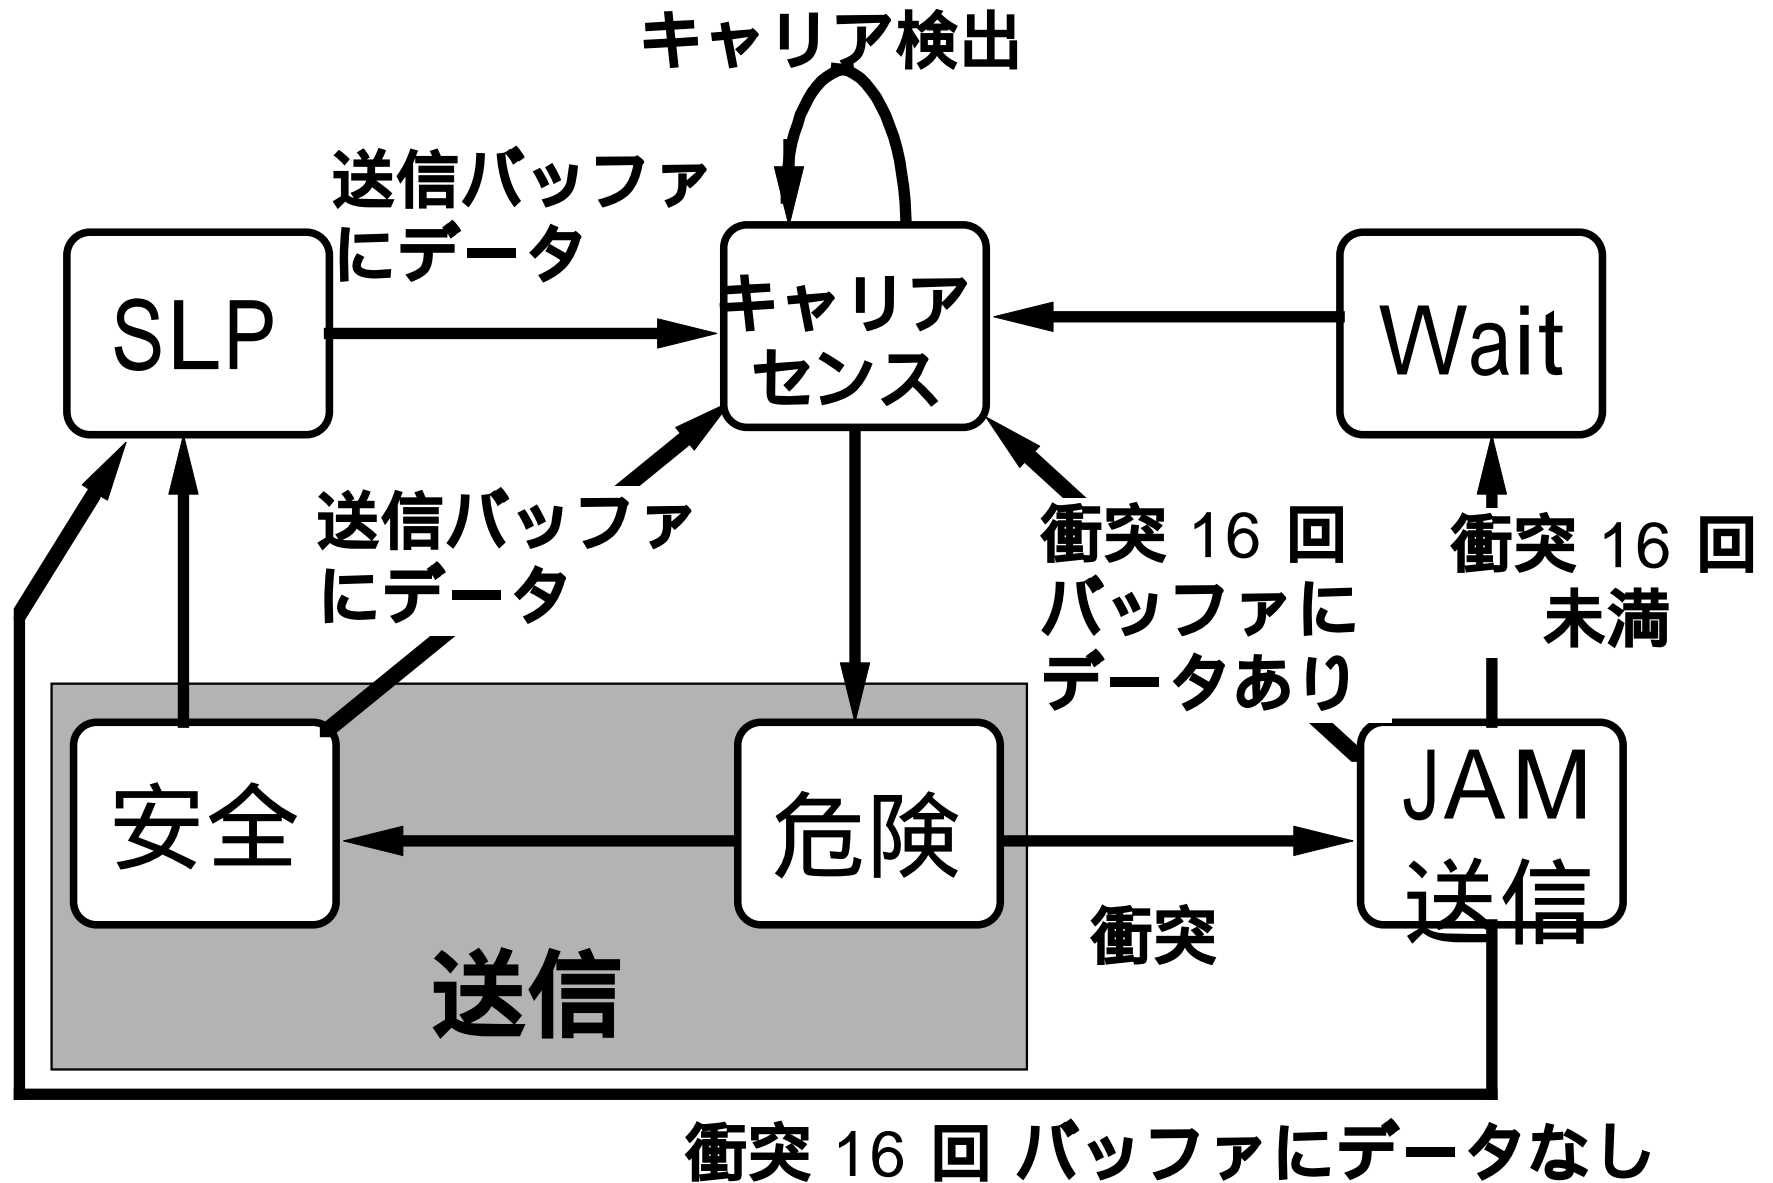 キャリア検出
送信バッファ
にデータ
SLP
キャリア
センス
Wait
送信バッファ
にデータ
衝突 16 回
バッファに
データあり
衝突 16 回
未満
安全
危険
JAM
送信
衝突
送信
衝突 16 回 バッファにデータなし